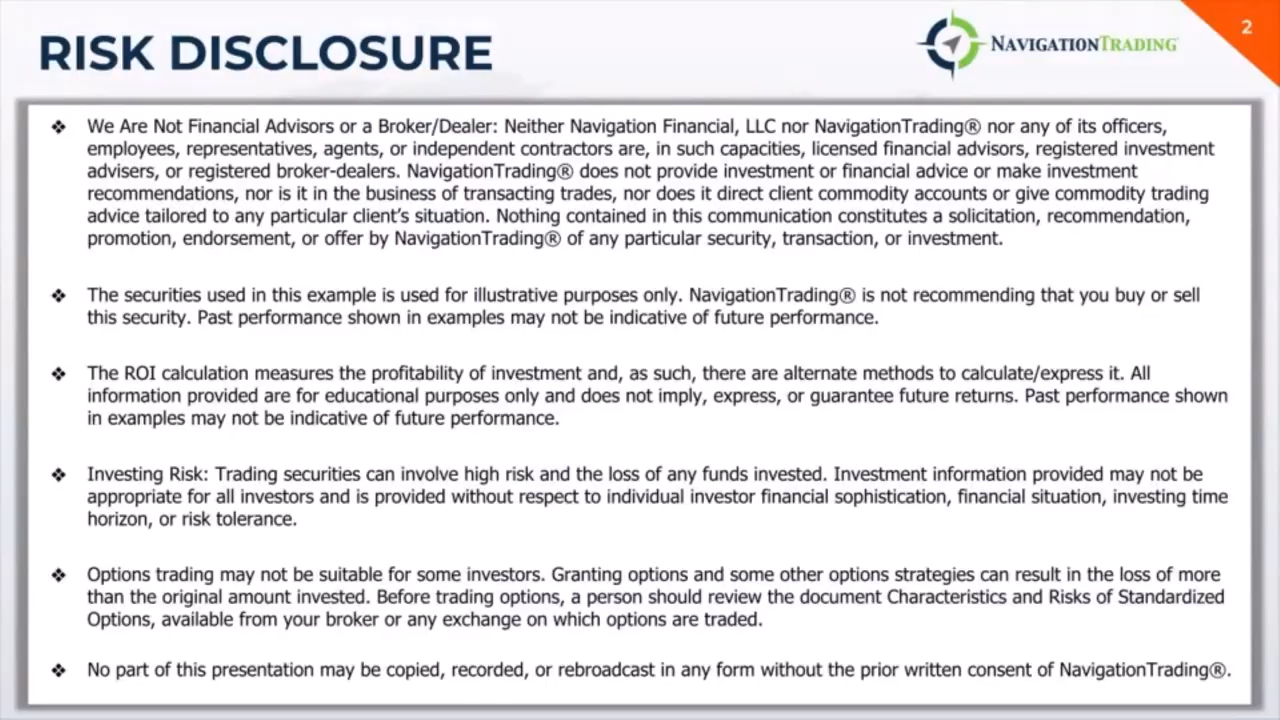 RISK DISCLOSURE
NAVIGATIONTRADING
2
❖ We Are Not Financial Advisors or a Broker/Dealer: Neither Navigation Financial, LLC nor NavigationTrading® nor any of its officers,
employees, representatives, agents, or independent contractors are, in such capacities, licensed financial advisors, registered investment
advisers, or registered broker-dealers. NavigationTrading® does not provide investment or financial advice or make investment
recommendations, nor is it in the business of transacting trades, nor does it direct client commodity accounts or give commodity trading
advice tailored to any particular client's situation. Nothing contained in this communication constitutes a solicitation, recommendation,
promotion, endorsement, or offer by NavigationTrading® of any particular security, transaction, or investment.
❖ The securities used in this example is used for illustrative purposes only. NavigationTrading® is not recommending that you buy or sell
this security. Past performance shown in examples may not be indicative of future performance.
❖ The ROI calculation measures the profitability of investment and, as such, there are alternate methods to calculate/express it. All
information provided are for educational purposes only and does not imply, express, or guarantee future returns. Past performance shown
in examples may not be indicative of future performance.
❖ Investing Risk: Trading securities can involve high risk and the loss of any funds invested. Investment information provided may not be
appropriate for all investors and is provided without respect to individual investor financial sophistication, financial situation, investing time
horizon, or risk tolerance.
❖ Options trading may not be suitable for some investors. Granting options and some other options strategies can result in the loss of more
than the original amount invested. Before trading options, a person should review the document Characteristics and Risks of Standardized
Options, available from your broker or any exchange on which options are traded.
❖ No part of this presentation may be copied, recorded, or rebroadcast in any form without the prior written consent of NavigationTrading®.